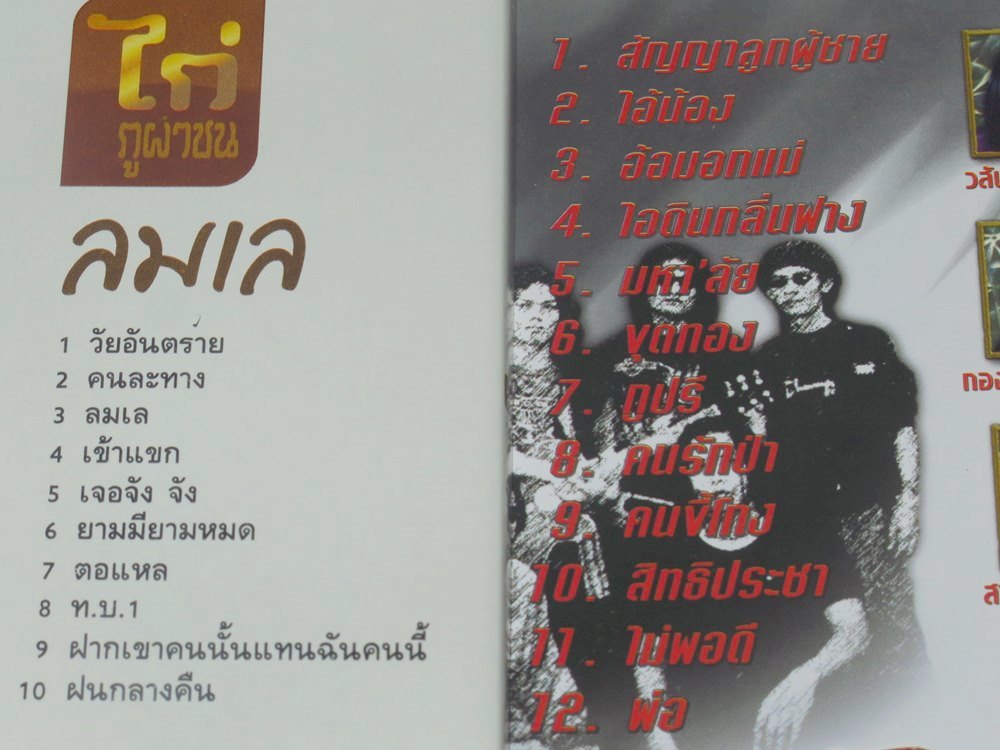 ไก่
ภูผาชน
ลมเล
1 วัยอันตราย
2 คนละทาง
3 ลมเล
4 เข้าแขก
5 เจอจัง จัง
6 ยามมียามหมด
7 ตอแหล
8 ท.บ.1
9 ฝากเขาคนนั้นแทนฉันคนนี้
10 ฝนกลางคืน
1. สัญญาลูกผู้ชาย
2. ไอ้น้อง
3. อ้อมอกแม่
4. ไอดินกลิ่นฟาง
5. มหา'ลัย
6. ขุดทอง
7. ภูปรี
8. คนรักป่า
9. คนขี้โกง
10. สิทธิประชา
11. ไม่พอดี
12. พ่อ